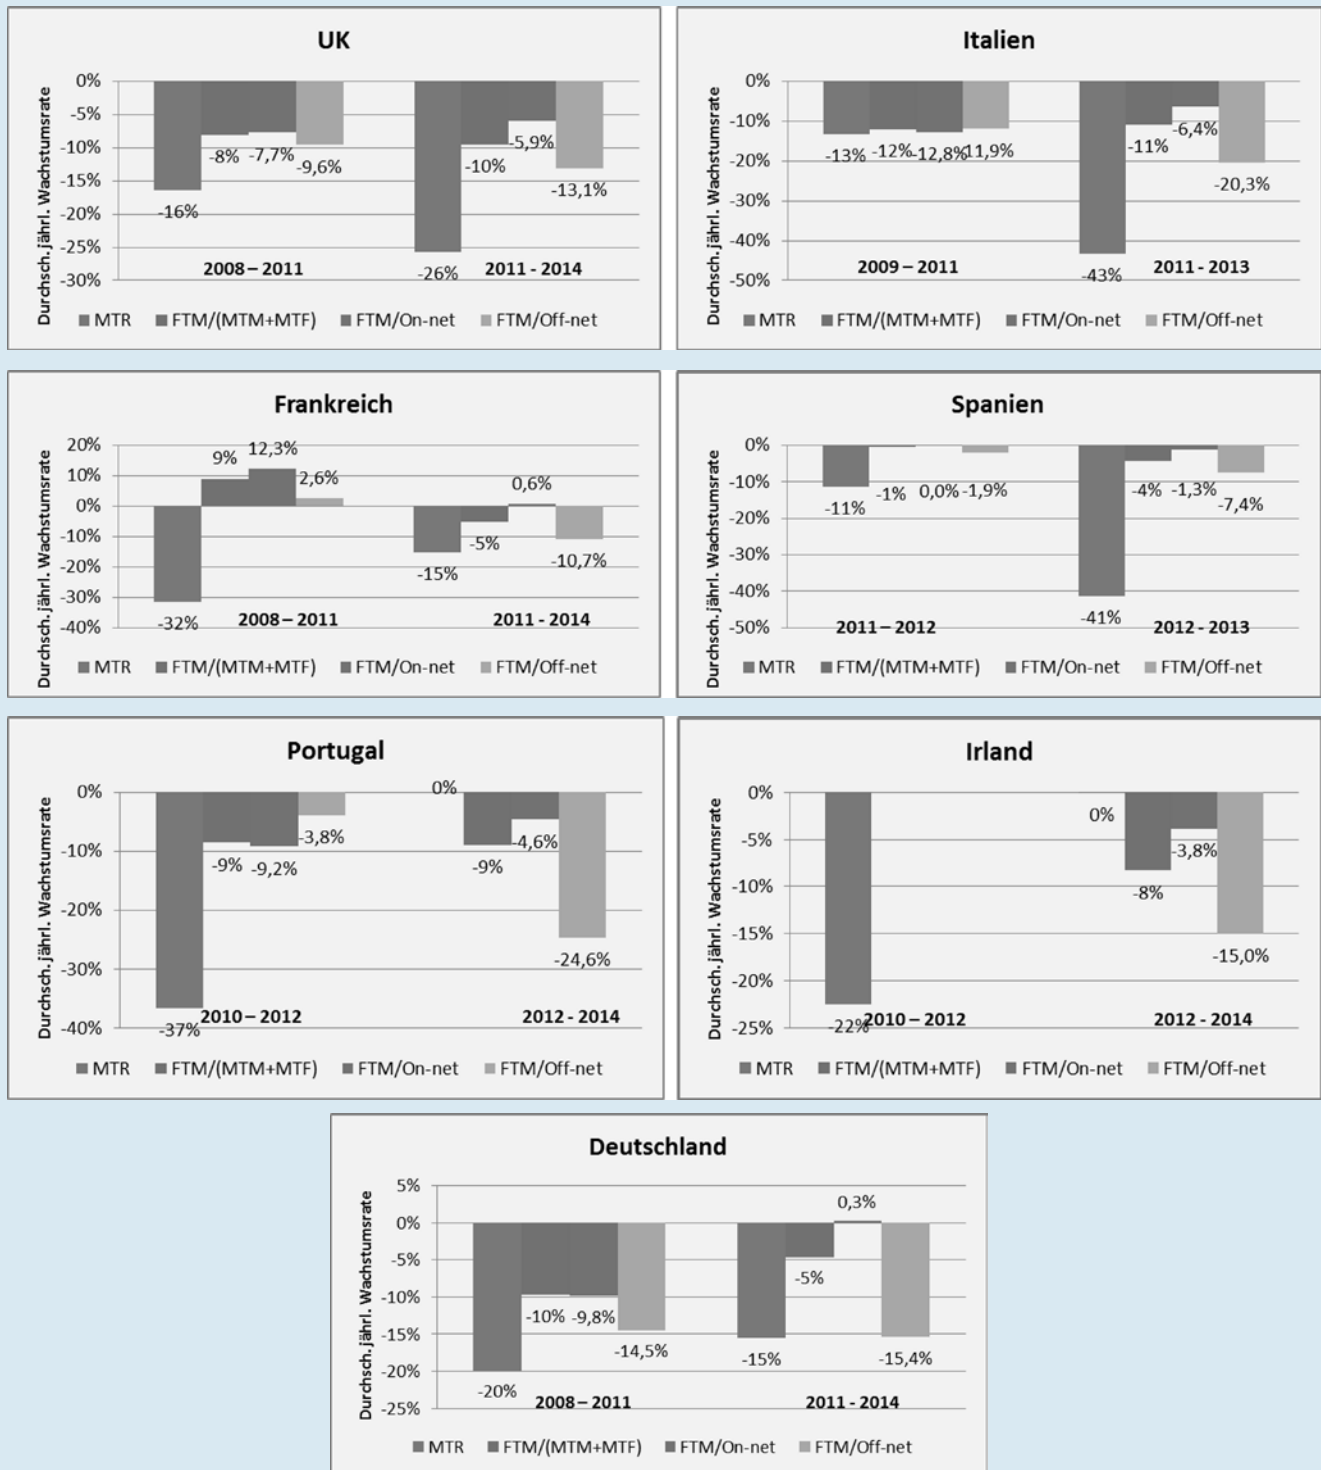 UK
Durchsch. jährl. Wachstumsrate
0%
-5%
-10%
-15%
-20%
-25%
-30%
-16%
-8%
-7,7%
-9,6%
-26%
-10%
-5,9%
-13,1%
2008 – 2011
2011 - 2014
MTR FTM/(MTM+MTF) FTM/On-net FTM/Off-net
Italien
Durchsch. jährl. Wachstumsrate
0%
-10%
-20%
-30%
-40%
-50%
-13%
-12%
-12,8%
11,9%
-43%
-11%
-6,4%
-20,3%
2009 – 2011
2011 - 2013
MTR FTM/(MTM+MTF) FTM/On-net FTM/Off-net
Frankreich
Durchsch. jährl. Wachstumsrate
20%
10%
0%
-10%
-20%
-30%
-40%
-32%
9%
12,3%
2,6%
-15%
-5%
0,6%
-10,7%
2008 – 2011
2011 - 2014
MTR FTM/(MTM+MTF) FTM/On-net FTM/Off-net
Spanien
Durchsch. jährl. Wachstumsrate
0%
-10%
-20%
-30%
-40%
-50%
-11%
-1%
0,0%
-1,9%
-41%
-4%
-1,3%
-7,4%
2011 – 2012
2012 - 2013
MTR FTM/(MTM+MTF) FTM/On-net FTM/Off-net
Portugal
Durchsch. jährl. Wachstumsrate
0%
-10%
-20%
-30%
-40%
-37%
-9%
-9,2%
-3,8%
0%
-9%
-4,6%
-24,6%
2010 – 2012
2012 - 2014
MTR FTM/(MTM+MTF) FTM/On-net FTM/Off-net
Irland
Durchsch. jährl. Wachstumsrate
0%
-5%
-10%
-15%
-20%
-25%
-22%
0%
-8%
-3,8%
-15,0%
2010 – 2012
2012 - 2014
MTR FTM/(MTM+MTF) FTM/On-net FTM/Off-net
Deutschland
Durchsch. jährl. Wachstumsrate
5%
0%
-5%
-10%
-15%
-20%
-25%
-20%
-10%
-9,8%
-14,5%
-15%
-5%
0,3%
-15,4%
2008 – 2011
2011 - 2014
MTR FTM/(MTM+MTF) FTM/On-net FTM/Off-net